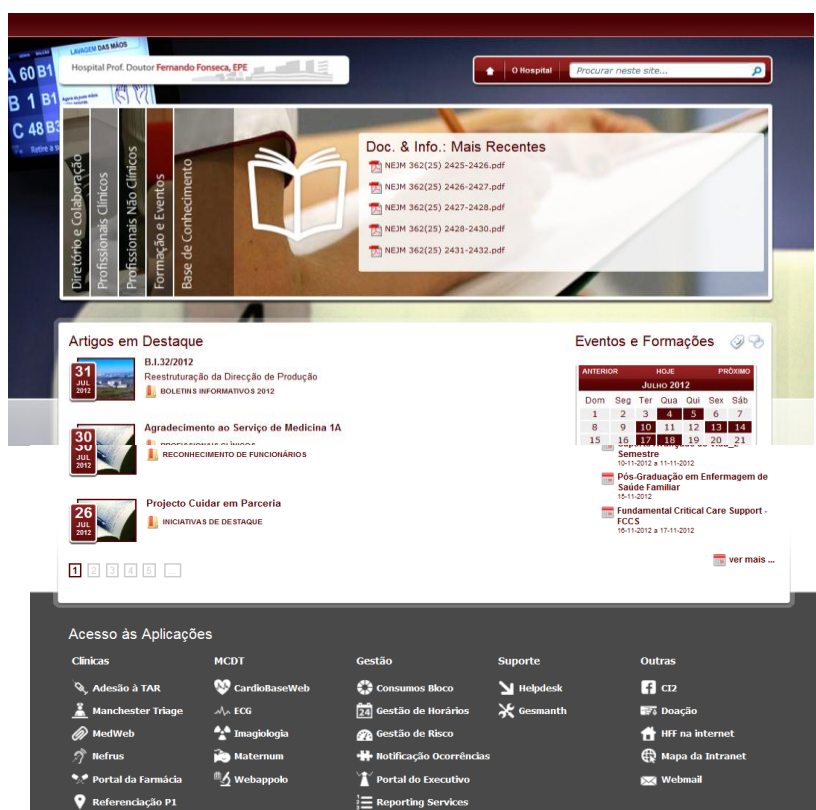 LAVAGEM DAS MÃOS
A 60 B1
B 1 B1
C 48 B3
Hospital Prof. Doutor Fernando Fonseca, EPE
O Hospital
Procurar neste site...
Diretório e Colaboração
Profissionais Clínicos
Profissionais Não Clínicos
Formação e Eventos
Base de Conhecimento
Doc. & Info.: Mais Recentes
NEJM 362(25) 2425-2426.pdf
NEJM 362(25) 2426-2427.pdf
NEJM 362(25) 2427-2428.pdf
NEJM 362(25) 2428-2430.pdf
NEJM 362(25) 2431-2432.pdf
Artigos em Destaque
31 JUL 2012
B.I.32/2012
Reestruturação da Direcção de Produção
BOLETINS INFORMATIVOS 2012
30
Agradecimento ao Serviço de Medicina 1A
PROFISSIONAIS CLÍNICOS
30 JUL 2012
RECONHECIMENTO DE FUNCIONÁRIOS
26 JUL 2012
Projecto Cuidar em Parceria
INICIATIVAS DE DESTAQUE
1 2 3 4 5 ...
Eventos e Formações
ANTERIOR HOJE PRÓXIMO
JULHO 2012
Dom Seg Ter Qua Qui Sex Sáb
1 2 3 4 5 6 7
8 9 10 11 12 13 14
15 16 17 18 19 20 21
Semestre
10-11-2012 a 11-11-2012
Pós-Graduação em Enfermagem de
Saúde Familiar
15-11-2012
Fundamental Critical Care Support -
FCCS
16-11-2012 a 17-11-2012
ver mais ...
Acesso às Aplicações
Clínicas
Adesão à TAR
Manchester Triage
MedWeb
Nefrus
Portal da Farmácia
Referenciação P1
MCDT
CardioBaseWeb
ECG
Imagiologia
Maternum
Webappolo
Gestão
Consumos Bloco
24 Gestão de Horários
Gestão de Risco
Notificação Ocorrências
Portal do Executivo
Reporting Services
Suporte
Helpdesk
Gesmanth
Outras
CI2
Doação
HFF na internet
Mapa da Intranet
Webmail